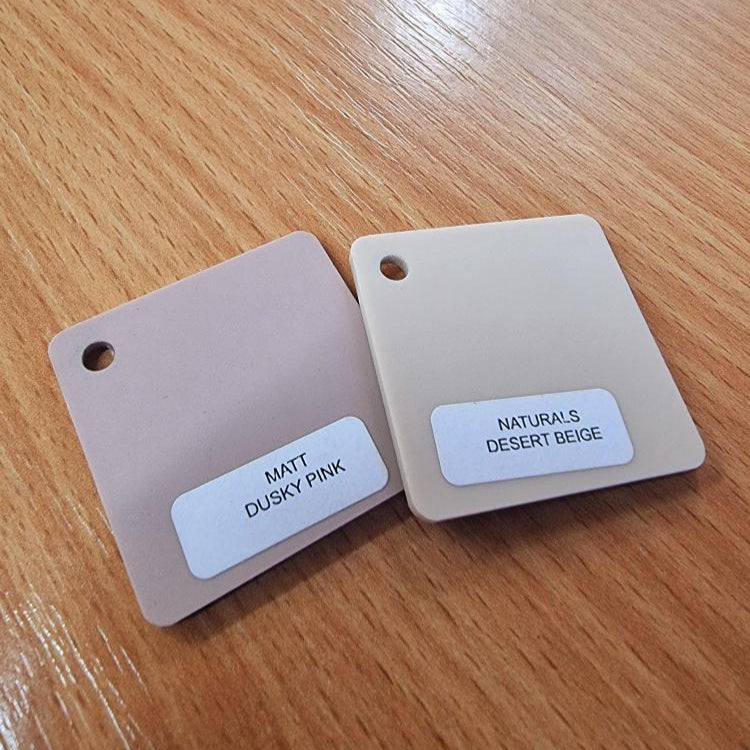 MATT
DUSKY PINK
NATURALS
DESERT BEIGE